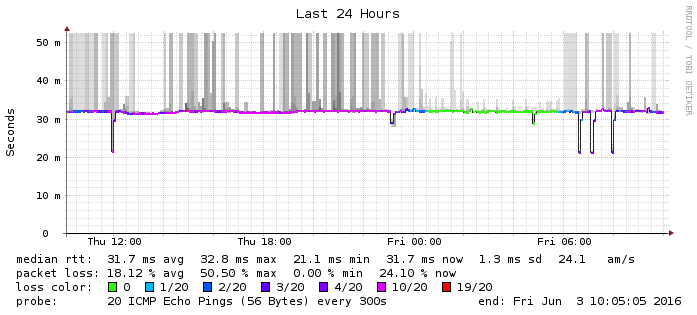 Last 24 Hours
RRDTOOL / TOBI OETIKER
Seconds
50 m
40 m
30 m
20 m
10 m
0
Thu 12:00 Thu 18:00 Fri 00:00 Fri 06:00
median rtt: 31.7 ms avg 32.8 ms max 21.1 ms min 31.7 ms now 1.3 ms sd 24.1 am/s
packet loss: 18.12 % avg 50.50 % max 0.00 % min 24.10 % now
loss color: 0 1/20 2/20 3/20 4/20 10/20 19/20
probe: 20 ICMP Echo Pings (56 Bytes) every 300s end: Fri Jun 3 10:05:05 2016